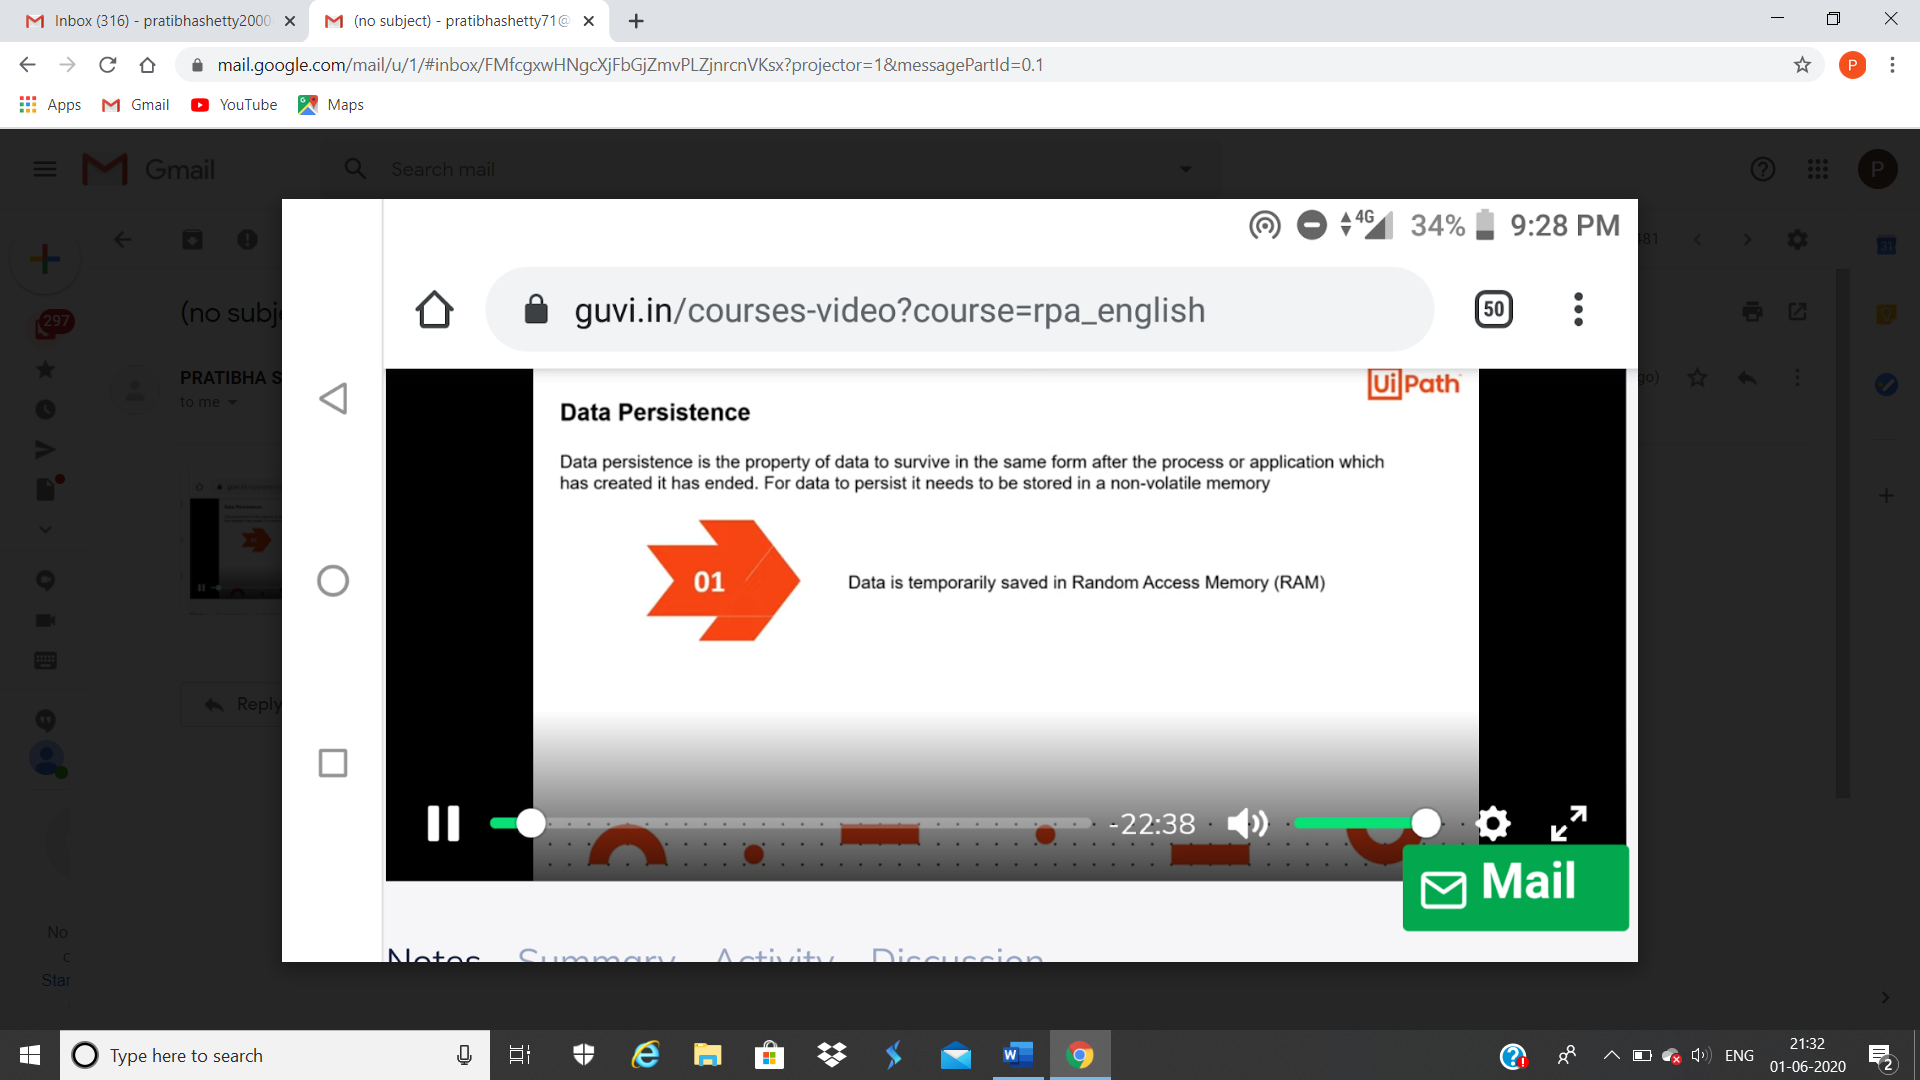 Inbox (316) - pratibhashetty2000
(no subject) - pratibhashetty71@
mail.google.com/mail/u/1/#inbox/FMfcgxwHNgcXjFbGjZmvPLZjnrcnVKsx?projector=1&messagePartId=0.1
P
Apps
Gmail
YouTube
Maps
Gmail
Search mail
P
4G
34%
9:28 PM
guvi.in/courses-video?course=rpa_english
50
297
(no subje
PRATIBHA S
to me
Reply
UiPath
Data Persistence
Data persistence is the property of data to survive in the same form after the process or application which
has created it has ended. For data to persist it needs to be stored in a non-volatile memory
01
Data is temporarily saved in Random Access Memory (RAM)
-22:38
Mail
Notes
Summary
Activity
Discussion
No
c
Star
Type here to search
ENG
21:32
01-06-2020
2